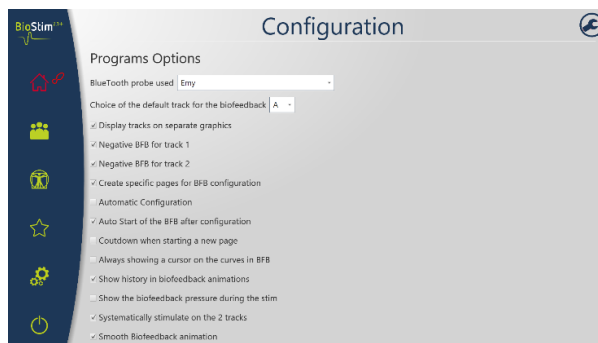 BioStim
Configuration
Programs Options
BlueTooth probe used Emy
Choice of the default track for the biofeedback A
Display tracks on separate graphics
Negative BFB for track 1
Negative BFB for track 2
Create specific pages for BFB configuration
Automatic Configuration
Auto Start of the BFB after configuration
Coutdown when starting a new page
Always showing a cursor on the curves in BFB
Show history in biofeedback animations
Show the biofeedback pressure during the stim
Systematically stimulate on the 2 tracks
Smooth Biofeedback animation